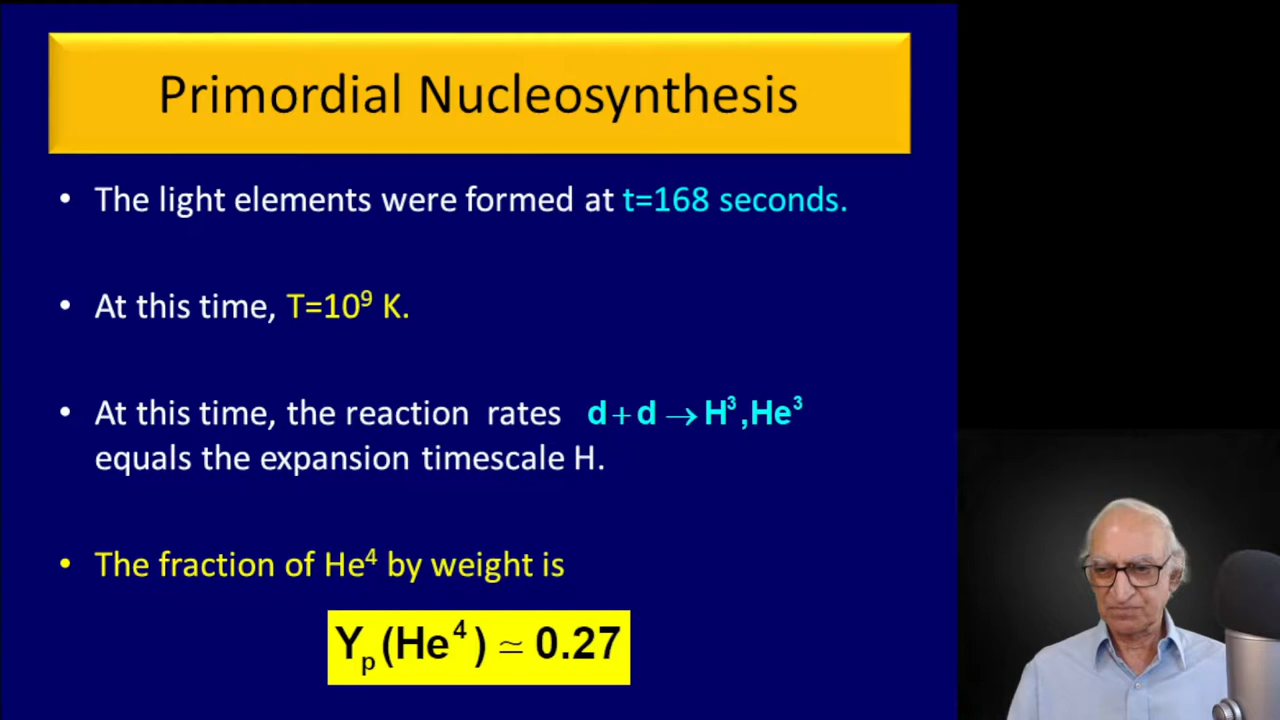 Primordial Nucleosynthesis
• The light elements were formed at t=168 seconds.
• At this time, T=10⁹ K.
• At this time, the reaction rates d + d → H³,He³
equals the expansion timescale H.
• The fraction of He⁴ by weight is
Yₚ(He⁴) ≃ 0.27